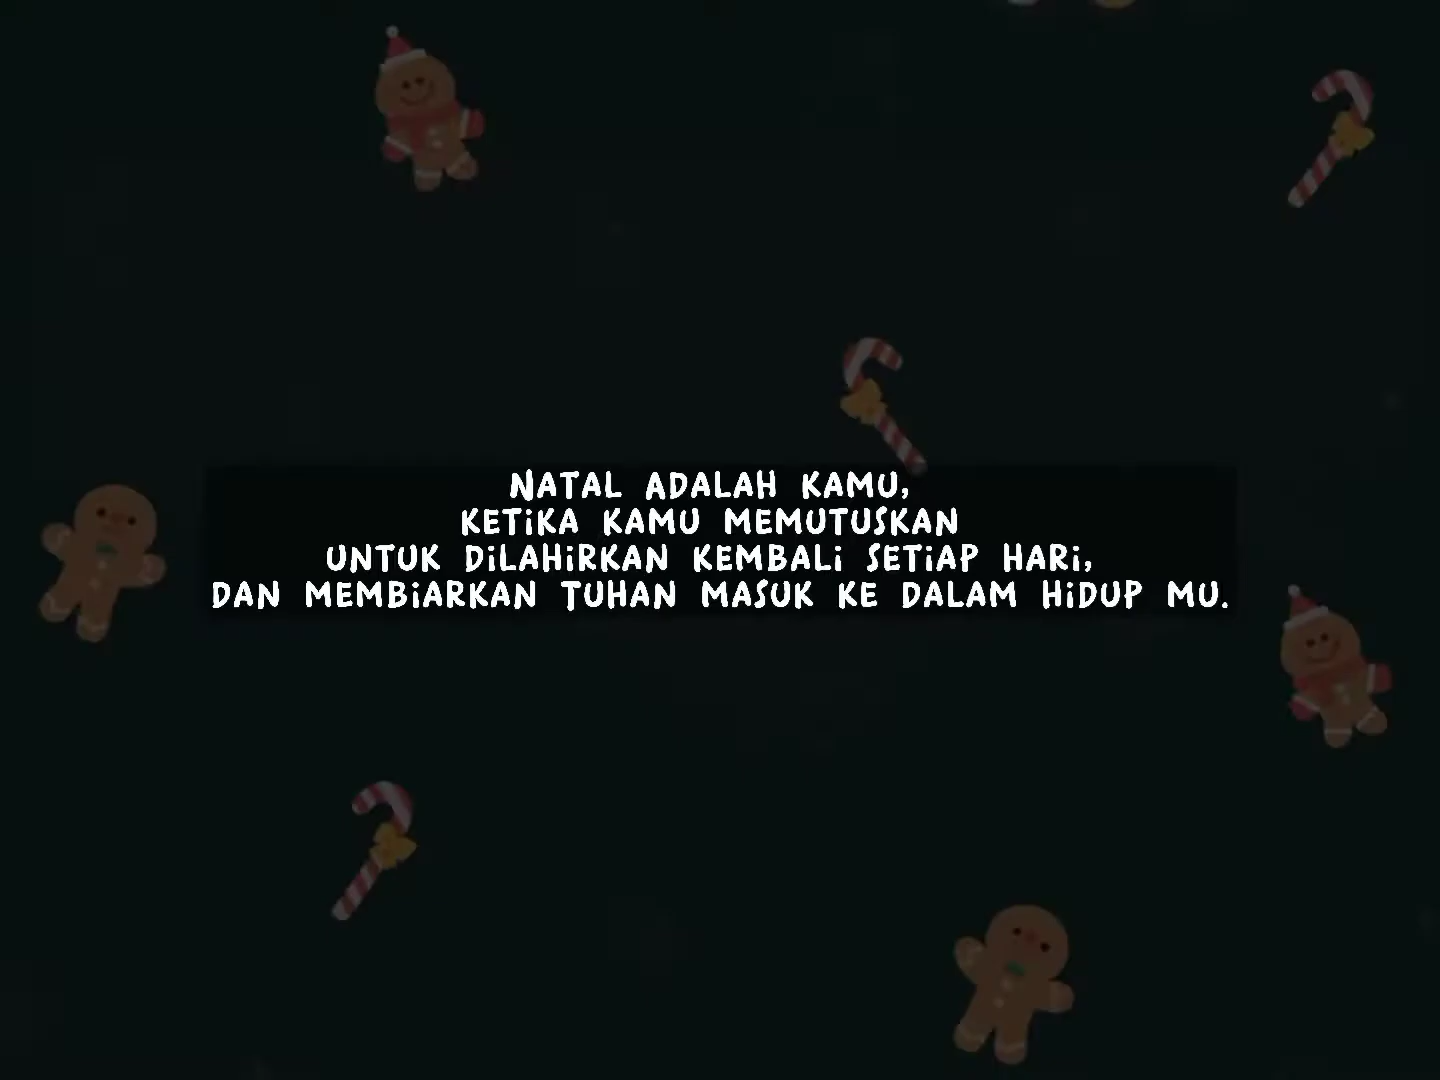 NATAL ADALAH KAMU,
KETIKA KAMU MEMUTUSKAN
UNTUK DILAHIRKAN KEMBALI SETIAP HARI,
DAN MEMBIARKAN TUHAN MASUK KE DALAM HIDUP MU.